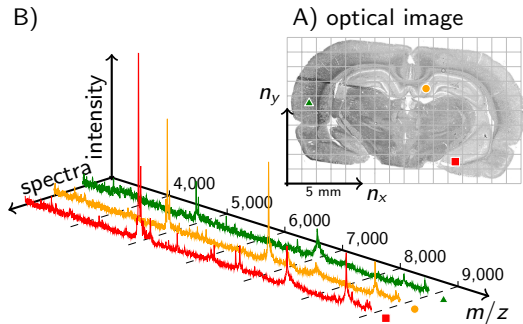 B)
A) optical image
n_y
n_x
5 mm
intensity
spectra
4,000
5,000
6,000
7,000
8,000
9,000
m/z